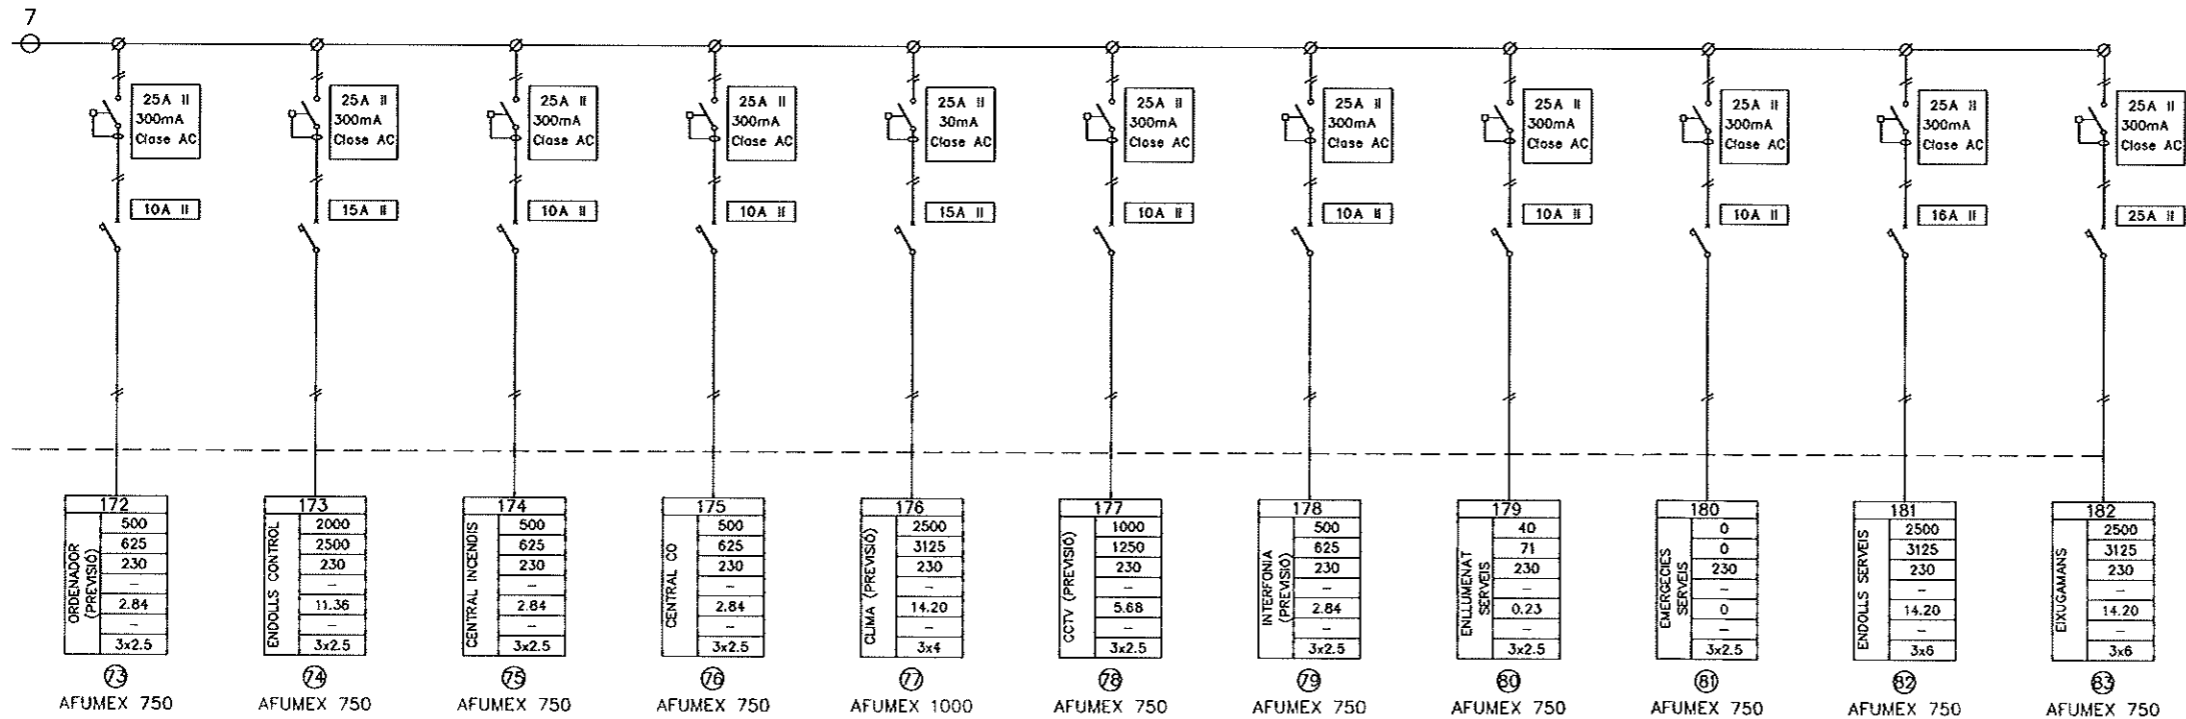 7
25A II
300mA
Clase AC
25A II
300mA
Clase AC
25A II
300mA
Clase AC
25A II
300mA
Clase AC
25A II
30mA
Clase AC
25A II
300mA
Clase AC
25A II
300mA
Clase AC
25A II
300mA
Clase AC
25A II
300mA
Clase AC
25A II
300mA
Clase AC
25A II
300mA
Clase AC
10A II
15A II
10A II
10A II
15A II
10A II
10A II
10A II
10A II
16A II
25A II
172
ORDENADOR
(PREVISIÓ)
500
625
230
–
2.84
–
3x2.5
73
AFUMEX 750
173
ENDOLLS CONTROL
2000
2500
230
–
11.36
–
3x2.5
74
AFUMEX 750
174
CENTRAL INCENDIS
500
625
230
–
2.84
–
3x2.5
75
AFUMEX 750
175
CENTRAL CO
500
625
230
–
2.84
–
3x2.5
76
AFUMEX 750
176
CLIMA (PREVISIÓ)
2500
3125
230
–
14.20
–
3x4
77
AFUMEX 1000
177
CCTV (PREVISIÓ)
1000
1250
230
–
5.68
–
3x2.5
78
AFUMEX 750
178
INTERFONIA
(PREVISIÓ)
500
625
230
–
2.84
–
3x2.5
79
AFUMEX 750
179
ENLLUMENAT
SERVEIS
40
71
230
–
0.23
–
3x2.5
80
AFUMEX 750
180
EMERGECIES
SERVEIS
0
0
230
–
0
–
3x2.5
81
AFUMEX 750
181
ENDOLLS SERVEIS
2500
3125
230
–
14.20
–
3x6
82
AFUMEX 750
182
EIXUGAMANS
2500
3125
230
–
14.20
–
3x6
83
AFUMEX 750